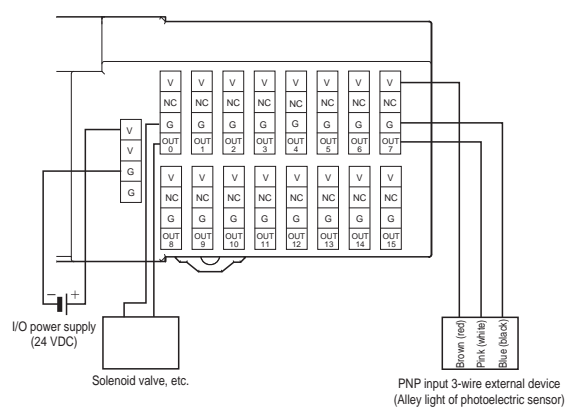 V V V V V V V V
NC NC NC NC NC NC NC NC
G G G G G G G G
OUT 0 OUT 1 OUT 2 OUT 3 OUT 4 OUT 5 OUT 6 OUT 7
V
V
G
G
V V V V V V V V
NC NC NC NC NC NC NC NC
G G G G G G G G
OUT 8 OUT 9 OUT 10 OUT 11 OUT 12 OUT 13 OUT 14 OUT 15
− +
I/O power supply
(24 VDC)
Solenoid valve, etc.
Brown (red)
Pink (white)
Blue (black)
PNP input 3-wire external device
(Alley light of photoelectric sensor)